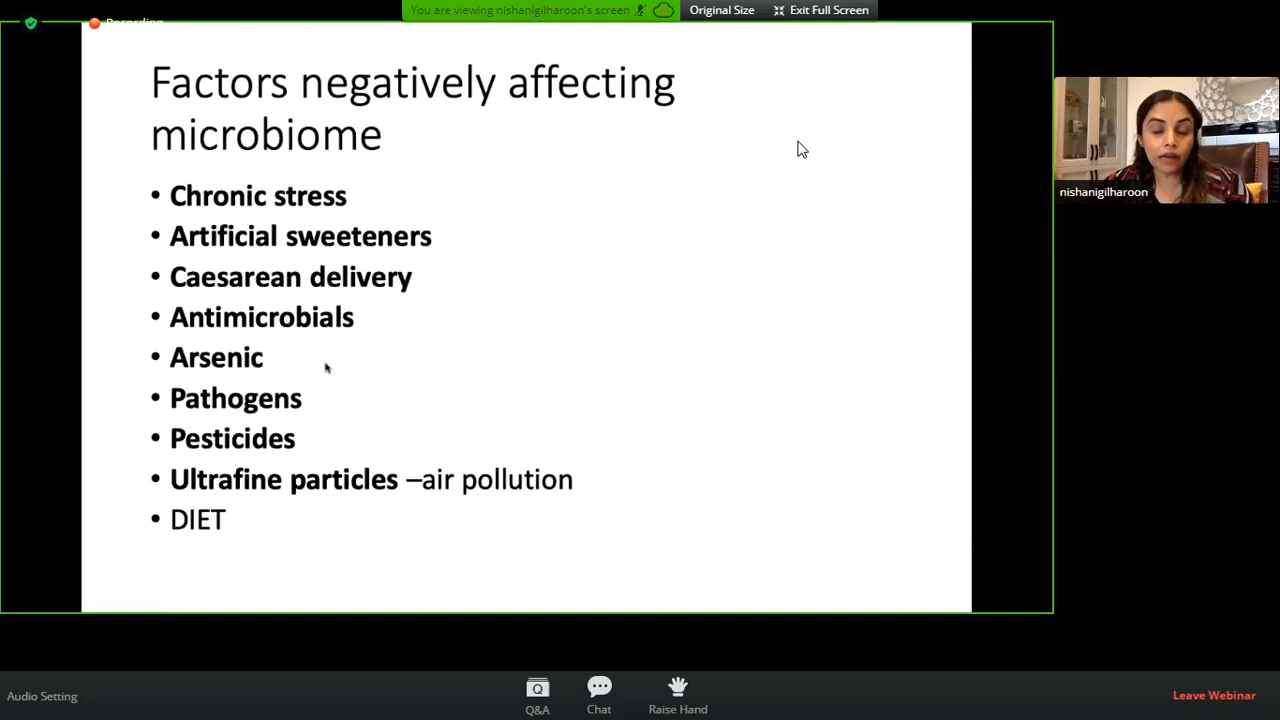 You are viewing nishanigilharoon's screen
Original Size
Exit Full Screen
Recording
Factors negatively affecting
microbiome
• Chronic stress
• Artificial sweeteners
• Caesarean delivery
• Antimicrobials
• Arsenic
• Pathogens
• Pesticides
• Ultrafine particles –air pollution
• DIET
nishanigilharoon
Audio Setting
Q
Q&A
Chat
Raise Hand
Leave Webinar